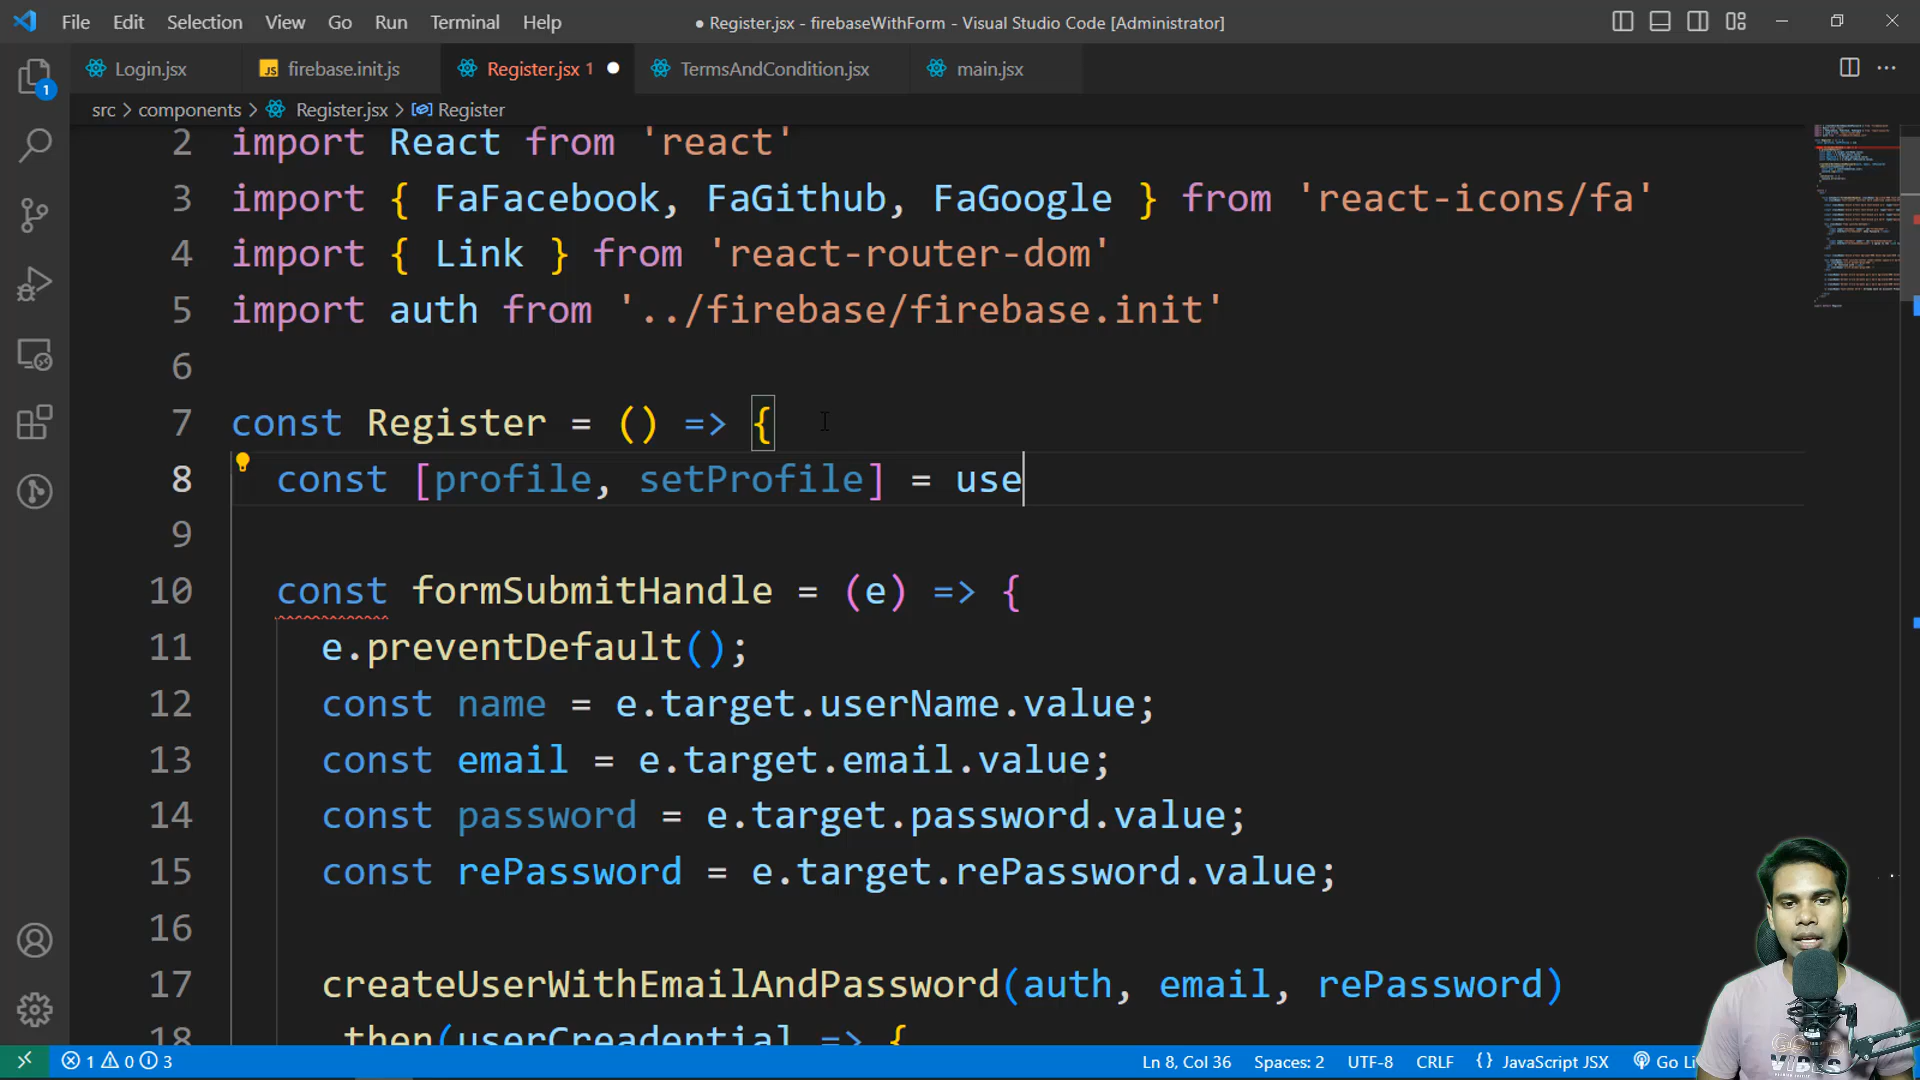 File Edit Selection View Go Run Terminal Help
● Register.jsx - firebaseWithForm - Visual Studio Code [Administrator]
Login.jsx
JS firebase.init.js
Register.jsx 1 ●
TermsAndCondition.jsx
main.jsx
1
src > components > Register.jsx > Register
2 import React from 'react'
3 import { FaFacebook, FaGithub, FaGoogle } from 'react-icons/fa'
4 import { Link } from 'react-router-dom'
5 import auth from '../firebase/firebase.init'
6
7 const Register = () => {
8 const [profile, setProfile] = use
9
10 const formSubmitHandle = (e) => {
11 e.preventDefault();
12 const name = e.target.userName.value;
13 const email = e.target.email.value;
14 const password = e.target.password.value;
15 const rePassword = e.target.rePassword.value;
16
17 createUserWithEmailAndPassword(auth, email, rePassword)
18 .then(userCreadential => {
1 0 3
Ln 8, Col 36 Spaces: 2 UTF-8 CRLF {} JavaScript JSX Go Li
VIBES